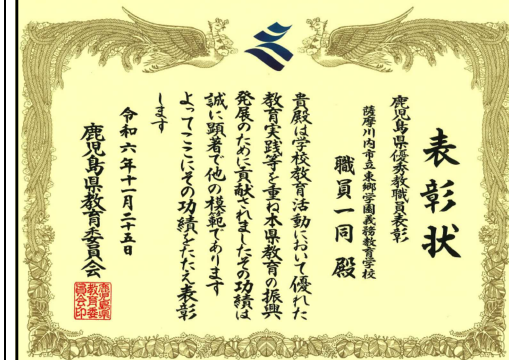 表彰状
鹿児島県優秀教職員表彰
薩摩川内市立東郷学園義務教育学校
職員一同 殿
貴殿は学校教育活動において優れた
教育実践等を重ね本県教育の振興
発展のために貢献されましたその功績は
誠に顕著で他の模範であります
よってここにその功績をたたえ表彰
します
令和六年十一月二十五日
鹿児島県教育委員会
鹿児島県
教育委
員会印